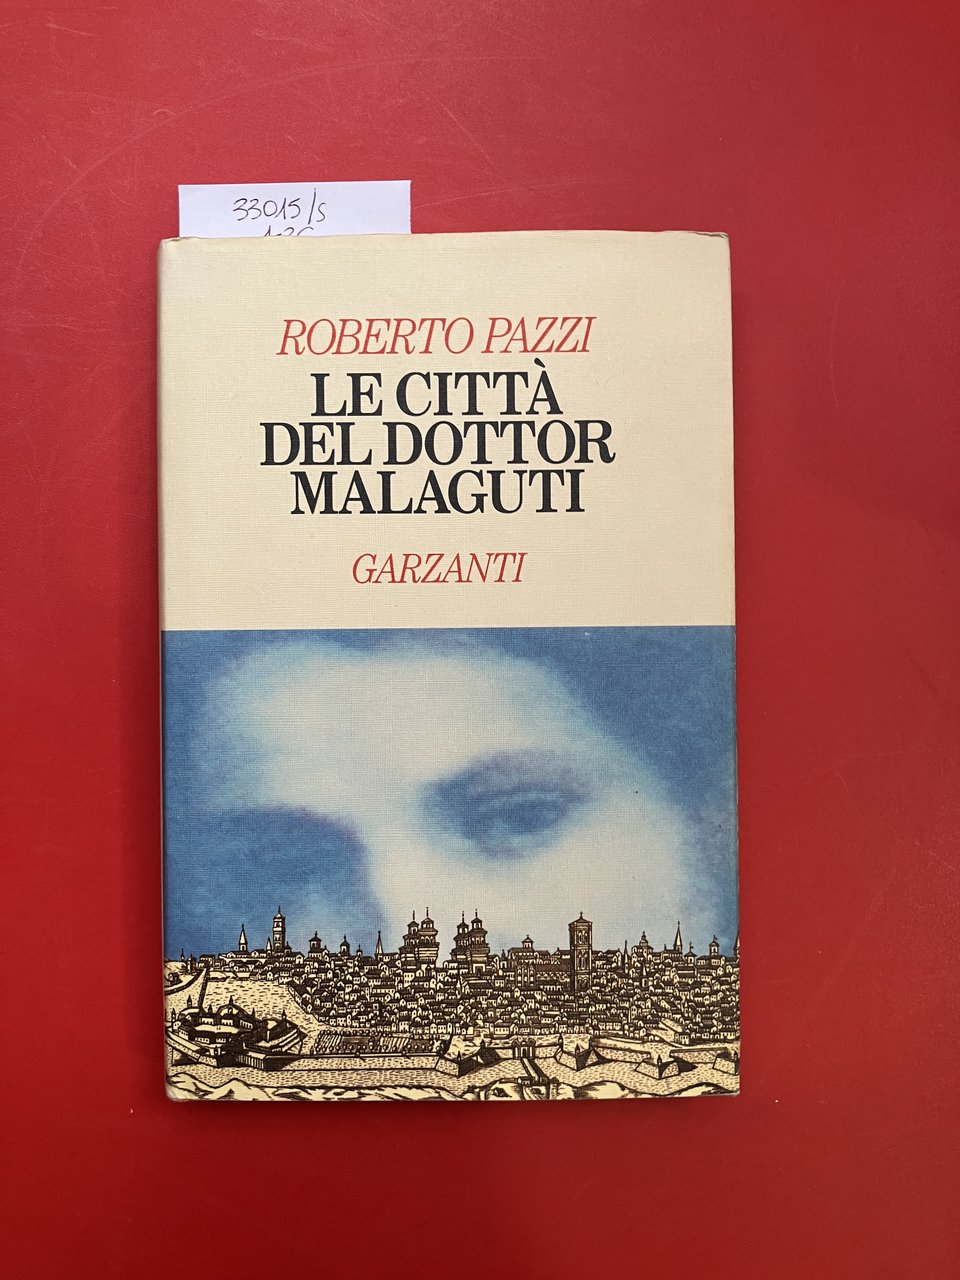 33015/s
ROBERTO PAZZI
LE CITTÀ
DEL DOTTOR
MALAGUTI
GARZANTI